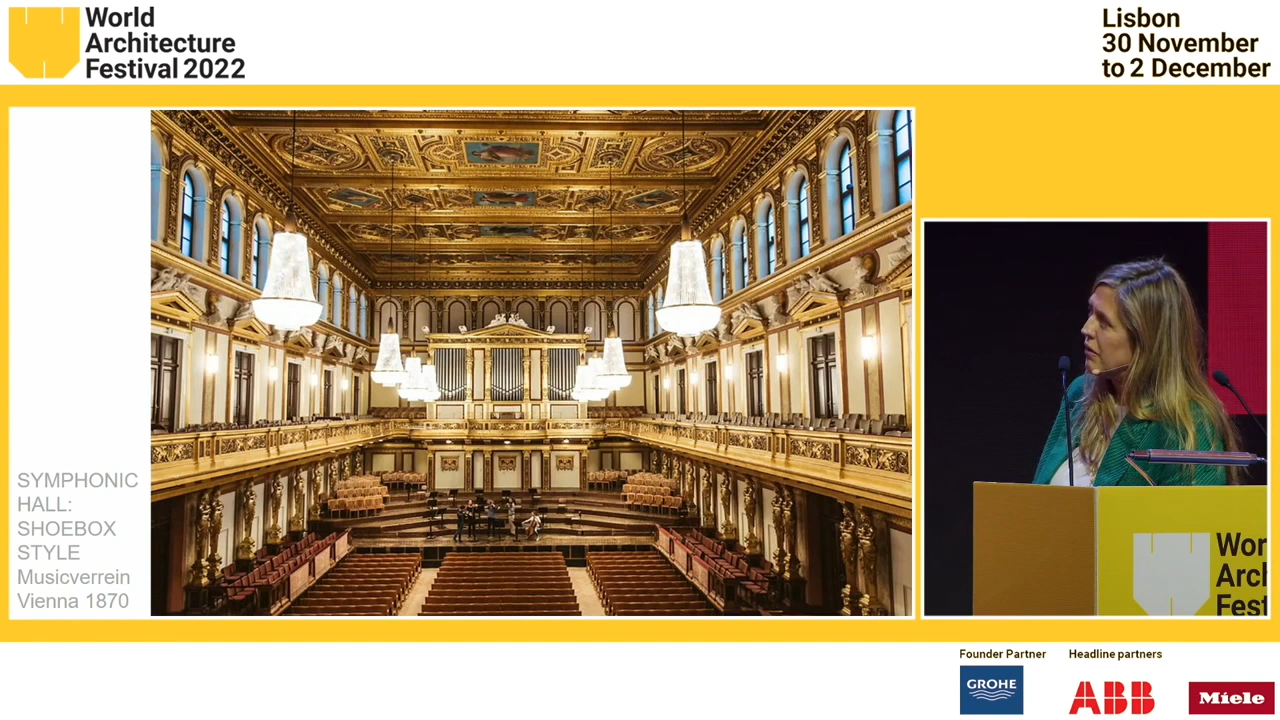 World
Architecture
Festival 2022
Lisbon
30 November
to 2 December
SYMPHONIC
HALL:
SHOEBOX
STYLE
Musicverrein
Vienna 1870
Wor
Arch
Fest
Founder Partner
Headline partners
GROHE
ABB
Miele